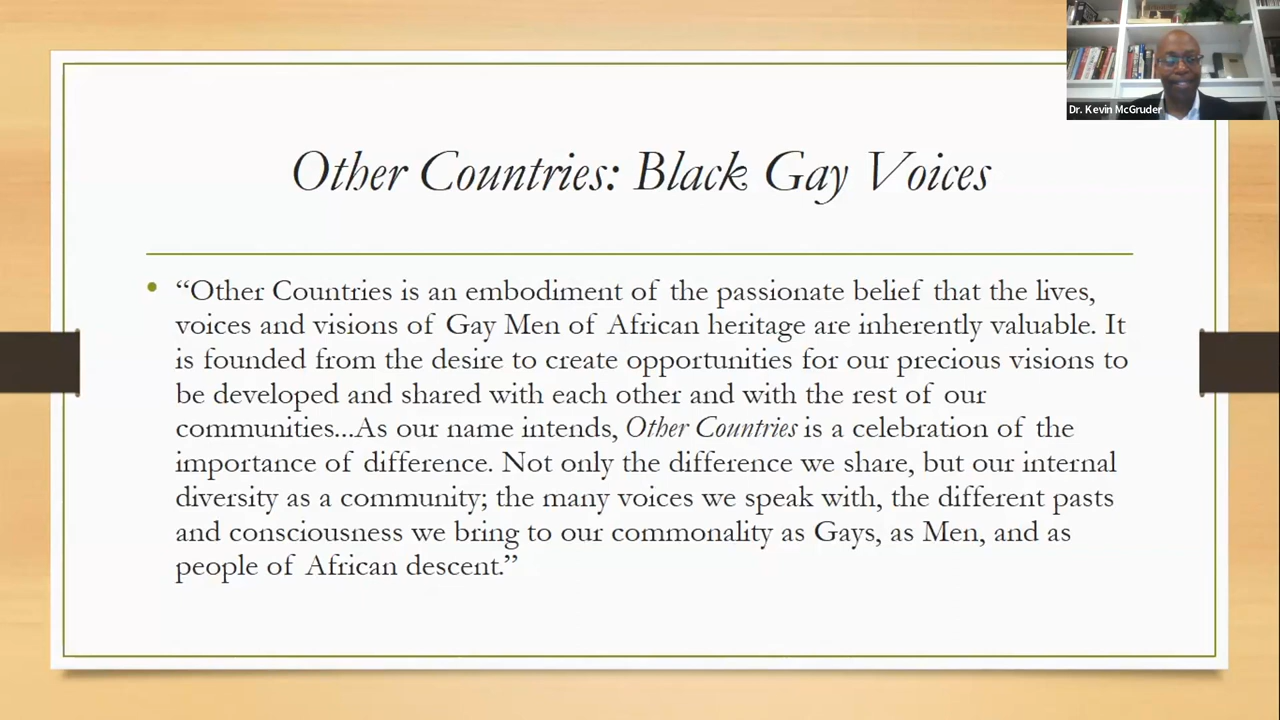 Dr. Kevin McGruder
Other Countries: Black Gay Voices
• “Other Countries is an embodiment of the passionate belief that the lives,
voices and visions of Gay Men of African heritage are inherently valuable. It
is founded from the desire to create opportunities for our precious visions to
be developed and shared with each other and with the rest of our
communities...As our name intends, Other Countries is a celebration of the
importance of difference. Not only the difference we share, but our internal
diversity as a community; the many voices we speak with, the different pasts
and consciousness we bring to our commonality as Gays, as Men, and as
people of African descent.”